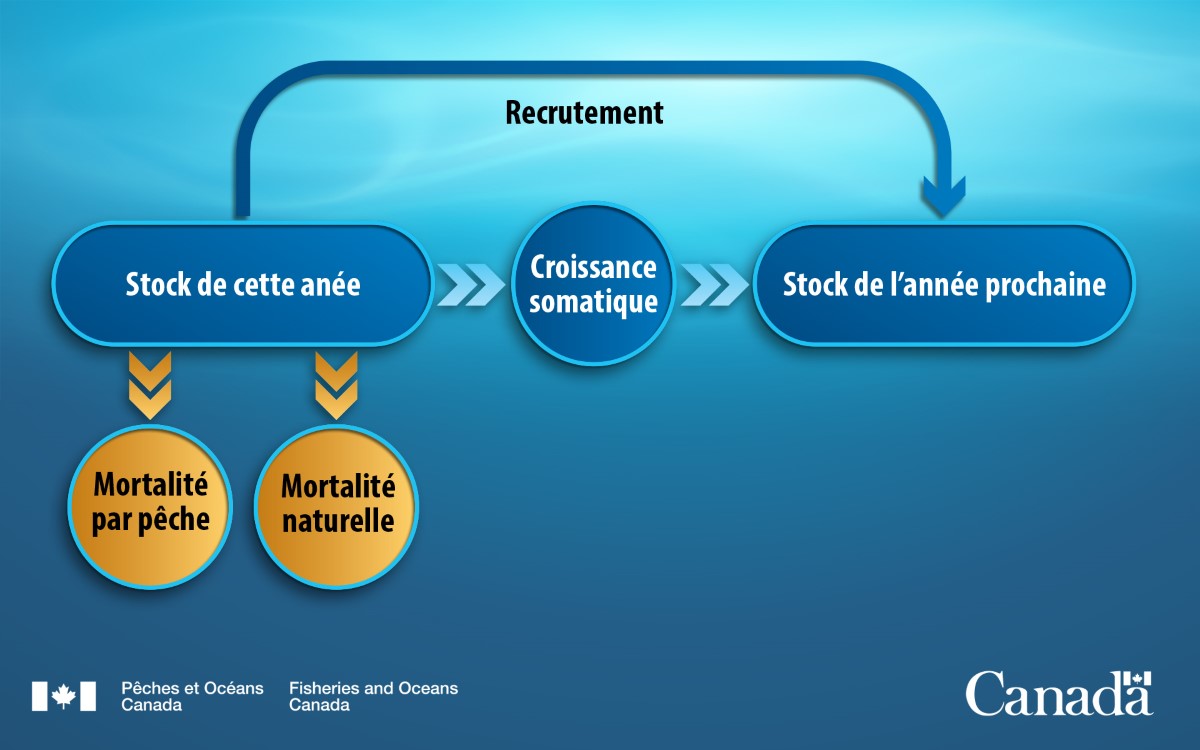 Recrutement
Stock de cette anée
Croissance
somatique
Stock de l’année prochaine
Mortalité
par pêche
Mortalité
naturelle
Pêches et Océans
Canada
Fisheries and Oceans
Canada
Canada